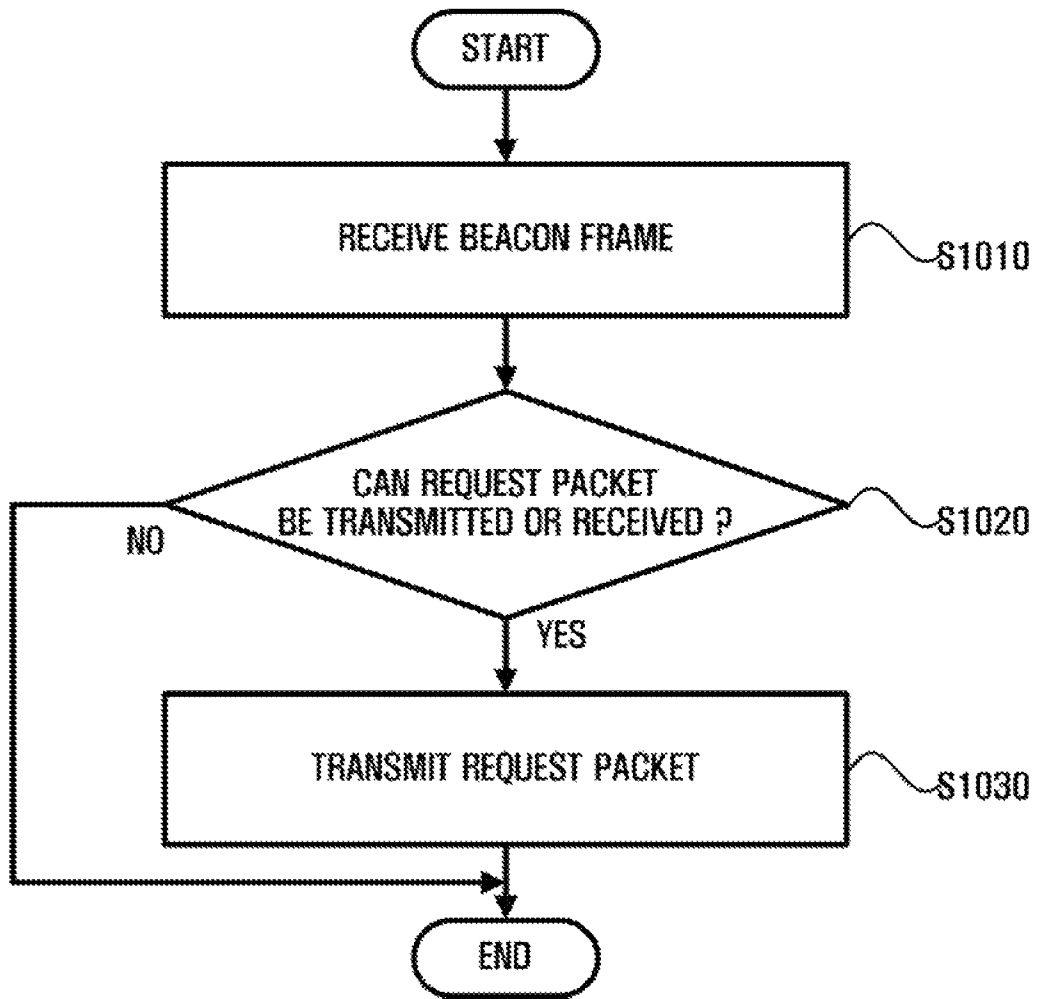 START
RECEIVE BEACON FRAME
S1010
CAN REQUEST PACKET
BE TRANSMITTED OR RECEIVED ?
S1020
NO
YES
TRANSMIT REQUEST PACKET
S1030
END